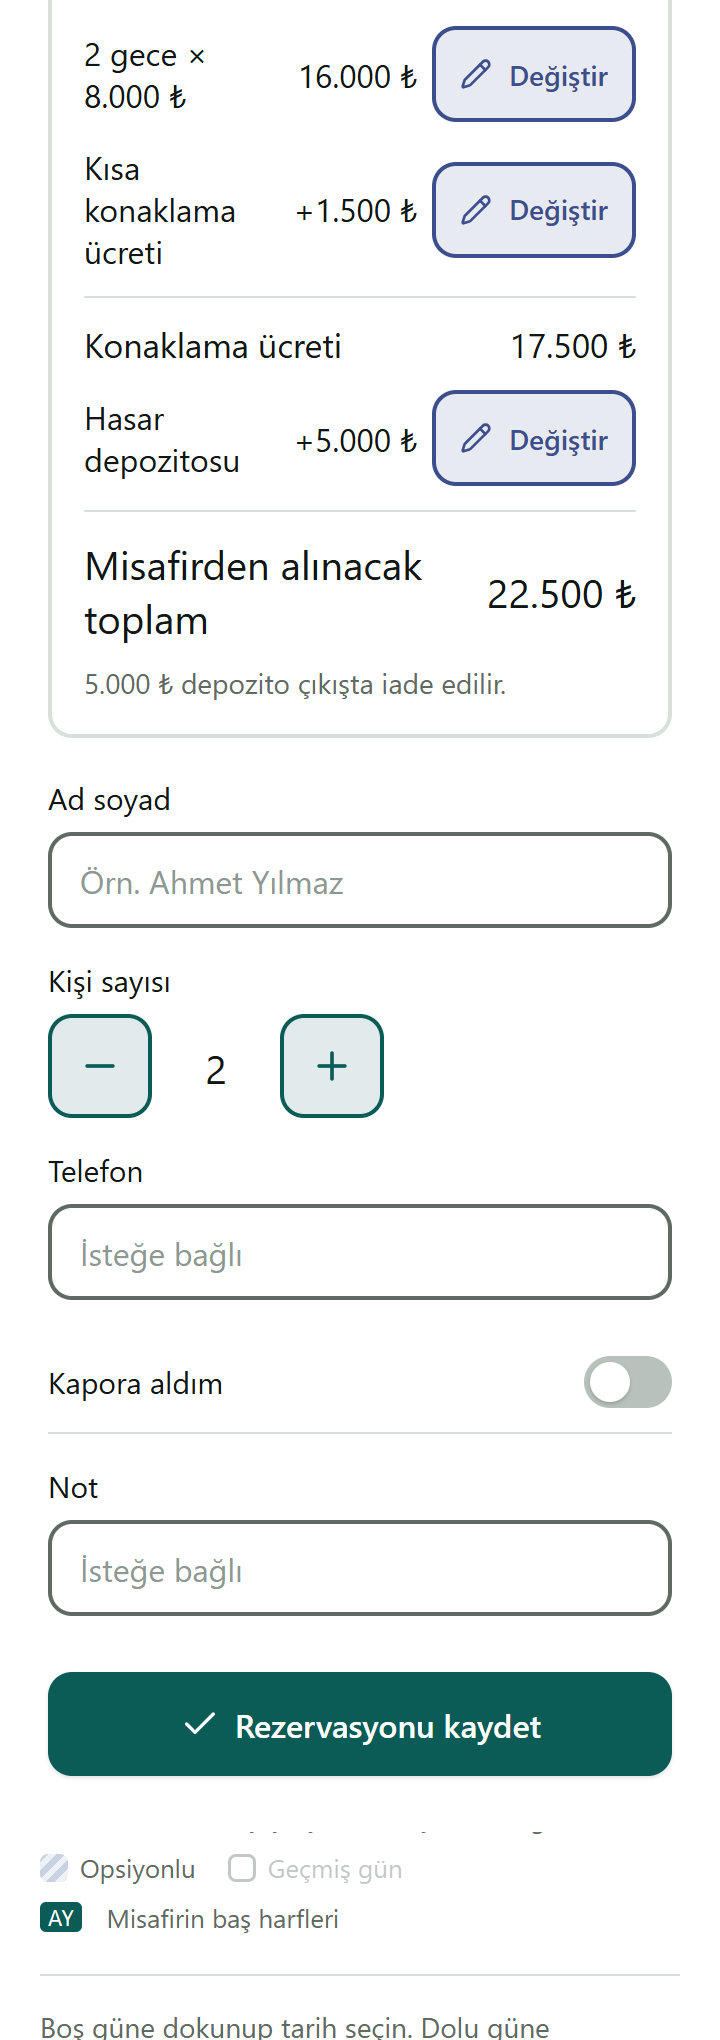 2 gece ×
8.000 ₺
16.000 ₺
Değiştir
Kısa
konaklama
ücreti
+1.500 ₺
Değiştir
Konaklama ücreti
17.500 ₺
Hasar
depozitosu
+5.000 ₺
Değiştir
Misafirden alınacak
toplam
22.500 ₺
5.000 ₺ depozito çıkışta iade edilir.
Ad soyad
Örn. Ahmet Yılmaz
Kişi sayısı
2
Telefon
İsteğe bağlı
Kapora aldım
Not
İsteğe bağlı
Rezervasyonu kaydet
Opsiyonlu
Geçmiş gün
AY
Misafirin baş harfleri
Boş güne dokunup tarih seçin. Dolu güne